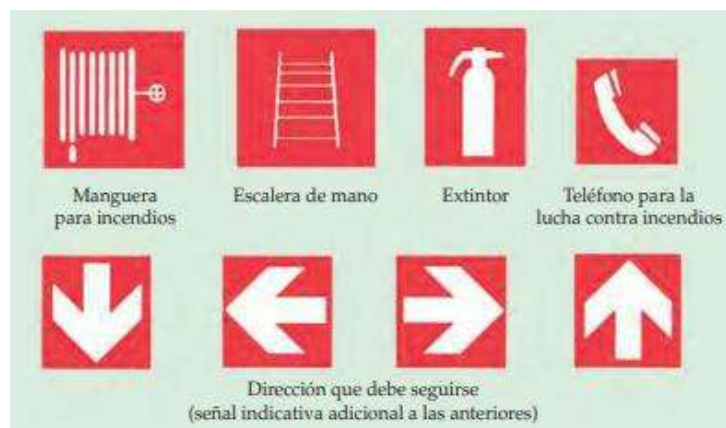 Manguera
para incendios
Escalera de mano
Extintor
Teléfono para la
lucha contra incendios
Dirección que debe seguirse
(señal indicativa adicional a las anteriores)